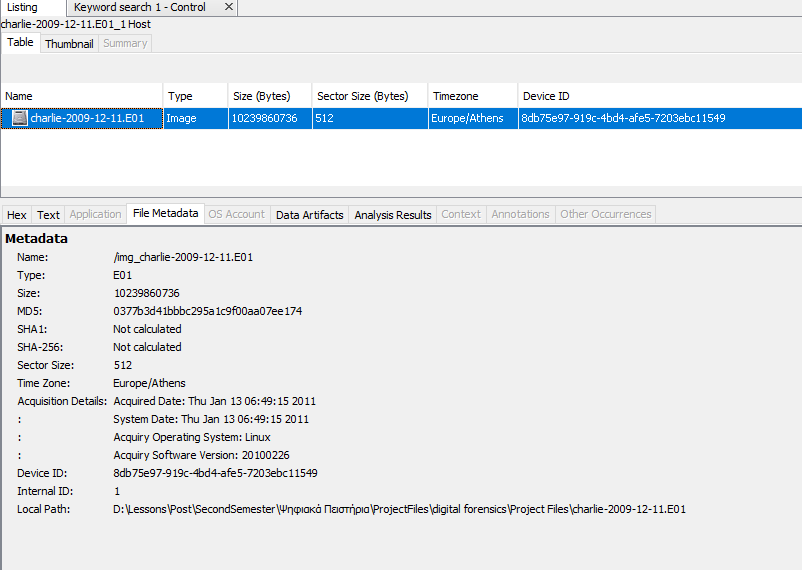 Listing Keyword search 1 - Control ✕
charlie-2009-12-11.E01_1 Host
Table Thumbnail Summary
Name Type Size (Bytes) Sector Size (Bytes) Timezone Device ID
charlie-2009-12-11.E01 Image 10239860736 512 Europe/Athens 8db75e97-919c-4bd4-afe5-7203ebc11549
Hex Text Application File Metadata OS Account Data Artifacts Analysis Results Context Annotations Other Occurrences
Metadata
Name: /img_charlie-2009-12-11.E01
Type: E01
Size: 10239860736
MD5: 0377b3d41bbbc295a1c9f00aa07ee174
SHA1: Not calculated
SHA-256: Not calculated
Sector Size: 512
Time Zone: Europe/Athens
Acquisition Details: Acquired Date: Thu Jan 13 06:49:15 2011
: System Date: Thu Jan 13 06:49:15 2011
: Acquiry Operating System: Linux
: Acquiry Software Version: 20100226
Device ID: 8db75e97-919c-4bd4-afe5-7203ebc11549
Internal ID: 1
Local Path: D:\Lessons\Post\SecondSemester\Ψηφιακά Πειστήρια\ProjectFiles\digital forensics\Project Files\charlie-2009-12-11.E01